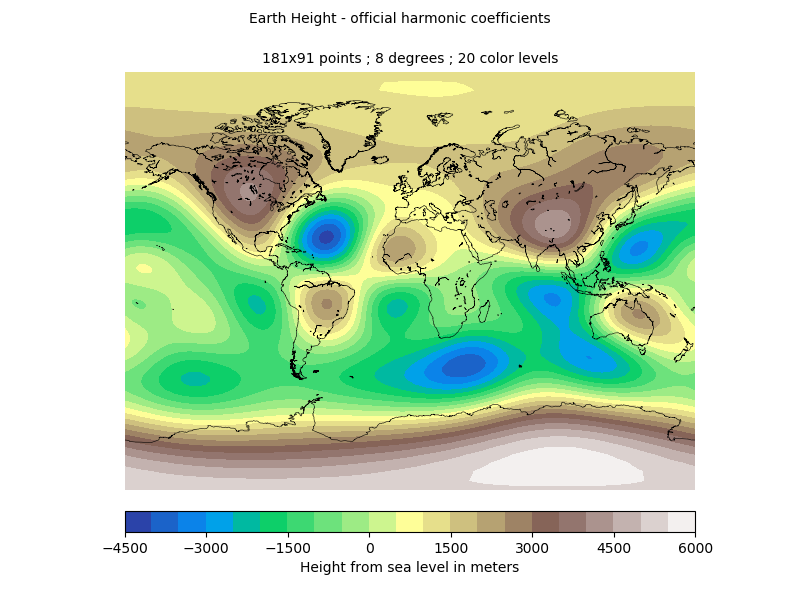 Earth Height - official harmonic coefficients
181x91 points ; 8 degrees ; 20 color levels
−4500 −3000 −1500 0 1500 3000 4500 6000
Height from sea level in meters